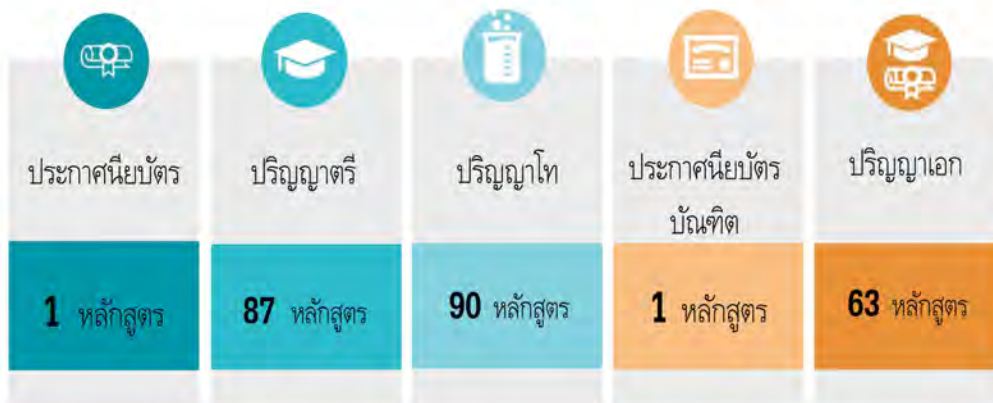 ประกาศนียบัตร
1 หลักสูตร
ปริญญาตรี
87 หลักสูตร
ปริญญาโท
90 หลักสูตร
ประกาศนียบัตร
บัณฑิต
1 หลักสูตร
ปริญญาเอก
63 หลักสูตร